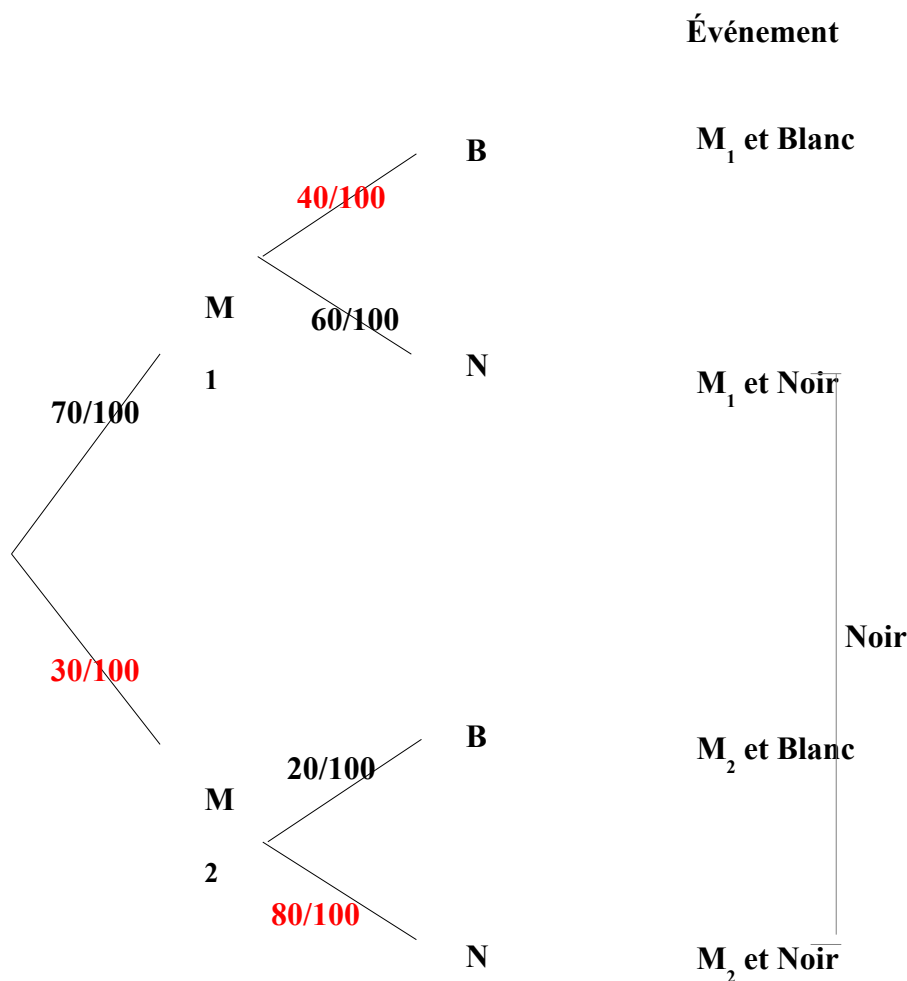 Événement
B
M1 et Blanc
40/100
M
1
60/100
N
M1 et Noir
70/100
Noir
30/100
B
M2 et Blanc
20/100
M
2
80/100
N
M2 et Noir